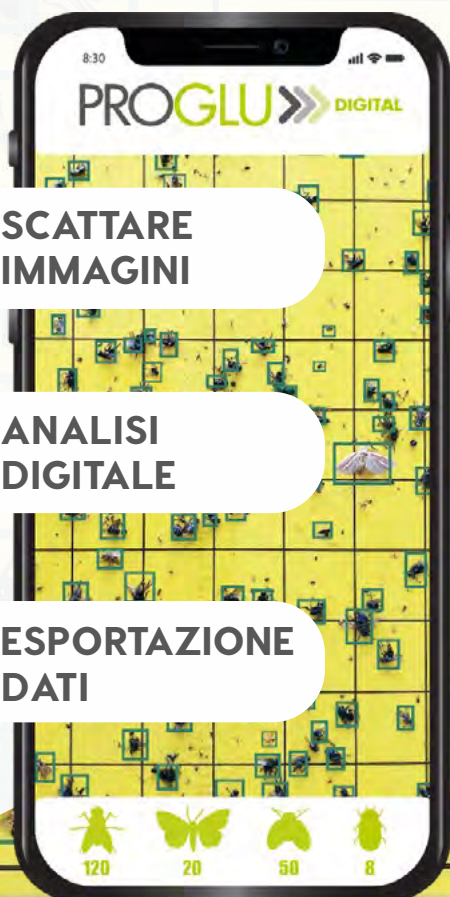 8:30
PROGLU DIGITAL
SCATTARE
IMMAGINI
ANALISI
DIGITALE
ESPORTAZIONE
DATI
120 20 50 8